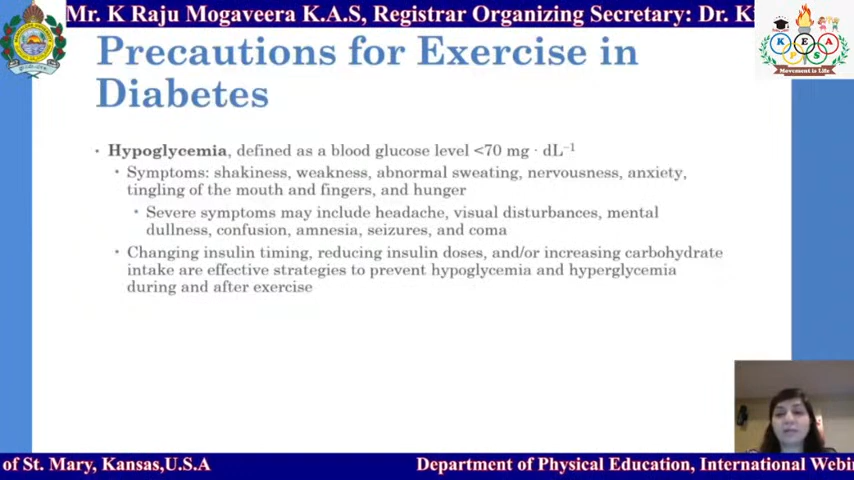 Mr. K Raju Mogaveera K.A.S, Registrar Organizing Secretary: Dr. K
Precautions for Exercise in
Diabetes
K E A
P S
Movement is Life
• Hypoglycemia, defined as a blood glucose level <70 mg · dL⁻¹
• Symptoms: shakiness, weakness, abnormal sweating, nervousness, anxiety,
tingling of the mouth and fingers, and hunger
• Severe symptoms may include headache, visual disturbances, mental
dullness, confusion, amnesia, seizures, and coma
• Changing insulin timing, reducing insulin doses, and/or increasing carbohydrate
intake are effective strategies to prevent hypoglycemia and hyperglycemia
during and after exercise
of St. Mary, Kansas,U.S.A
Department of Physical Education, International Webi